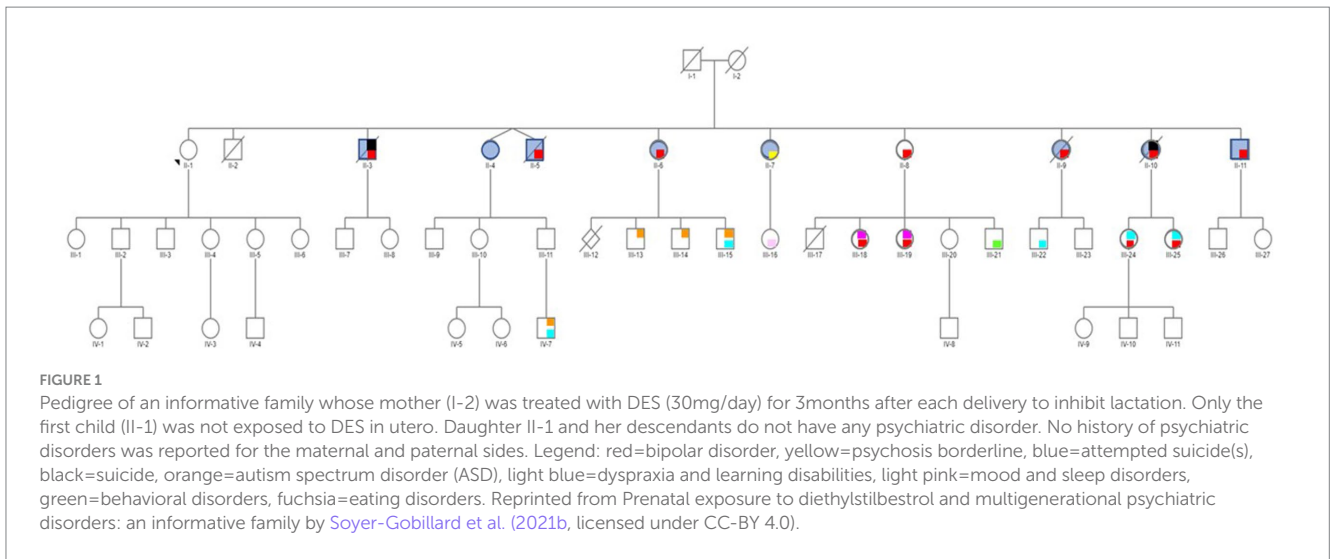 I-1 I-2
II-1 II-2 II-3 II-4 II-5 II-6 II-7 II-8 II-9 II-10 II-11
III-1 III-2 III-3 III-4 III-5 III-6 III-7 III-8 III-9 III-10 III-11 III-12 III-13 III-14 III-15 III-16 III-17 III-18 III-19 III-20 III-21 III-22 III-23 III-24 III-25 III-26 III-27
IV-1 IV-2 IV-3 IV-4 IV-5 IV-6 IV-7 IV-8 IV-9 IV-10 IV-11
FIGURE 1
Pedigree of an informative family whose mother (I-2) was treated with DES (30mg/day) for 3months after each delivery to inhibit lactation. Only the
first child (II-1) was not exposed to DES in utero. Daughter II-1 and her descendants do not have any psychiatric disorder. No history of psychiatric
disorders was reported for the maternal and paternal sides. Legend: red=bipolar disorder, yellow=psychosis borderline, blue=attempted suicide(s),
black=suicide, orange=autism spectrum disorder (ASD), light blue=dyspraxia and learning disabilities, light pink=mood and sleep disorders,
green=behavioral disorders, fuchsia=eating disorders. Reprinted from Prenatal exposure to diethylstilbestrol and multigenerational psychiatric
disorders: an informative family by Soyer-Gobillard et al. (2021b, licensed under CC-BY 4.0).